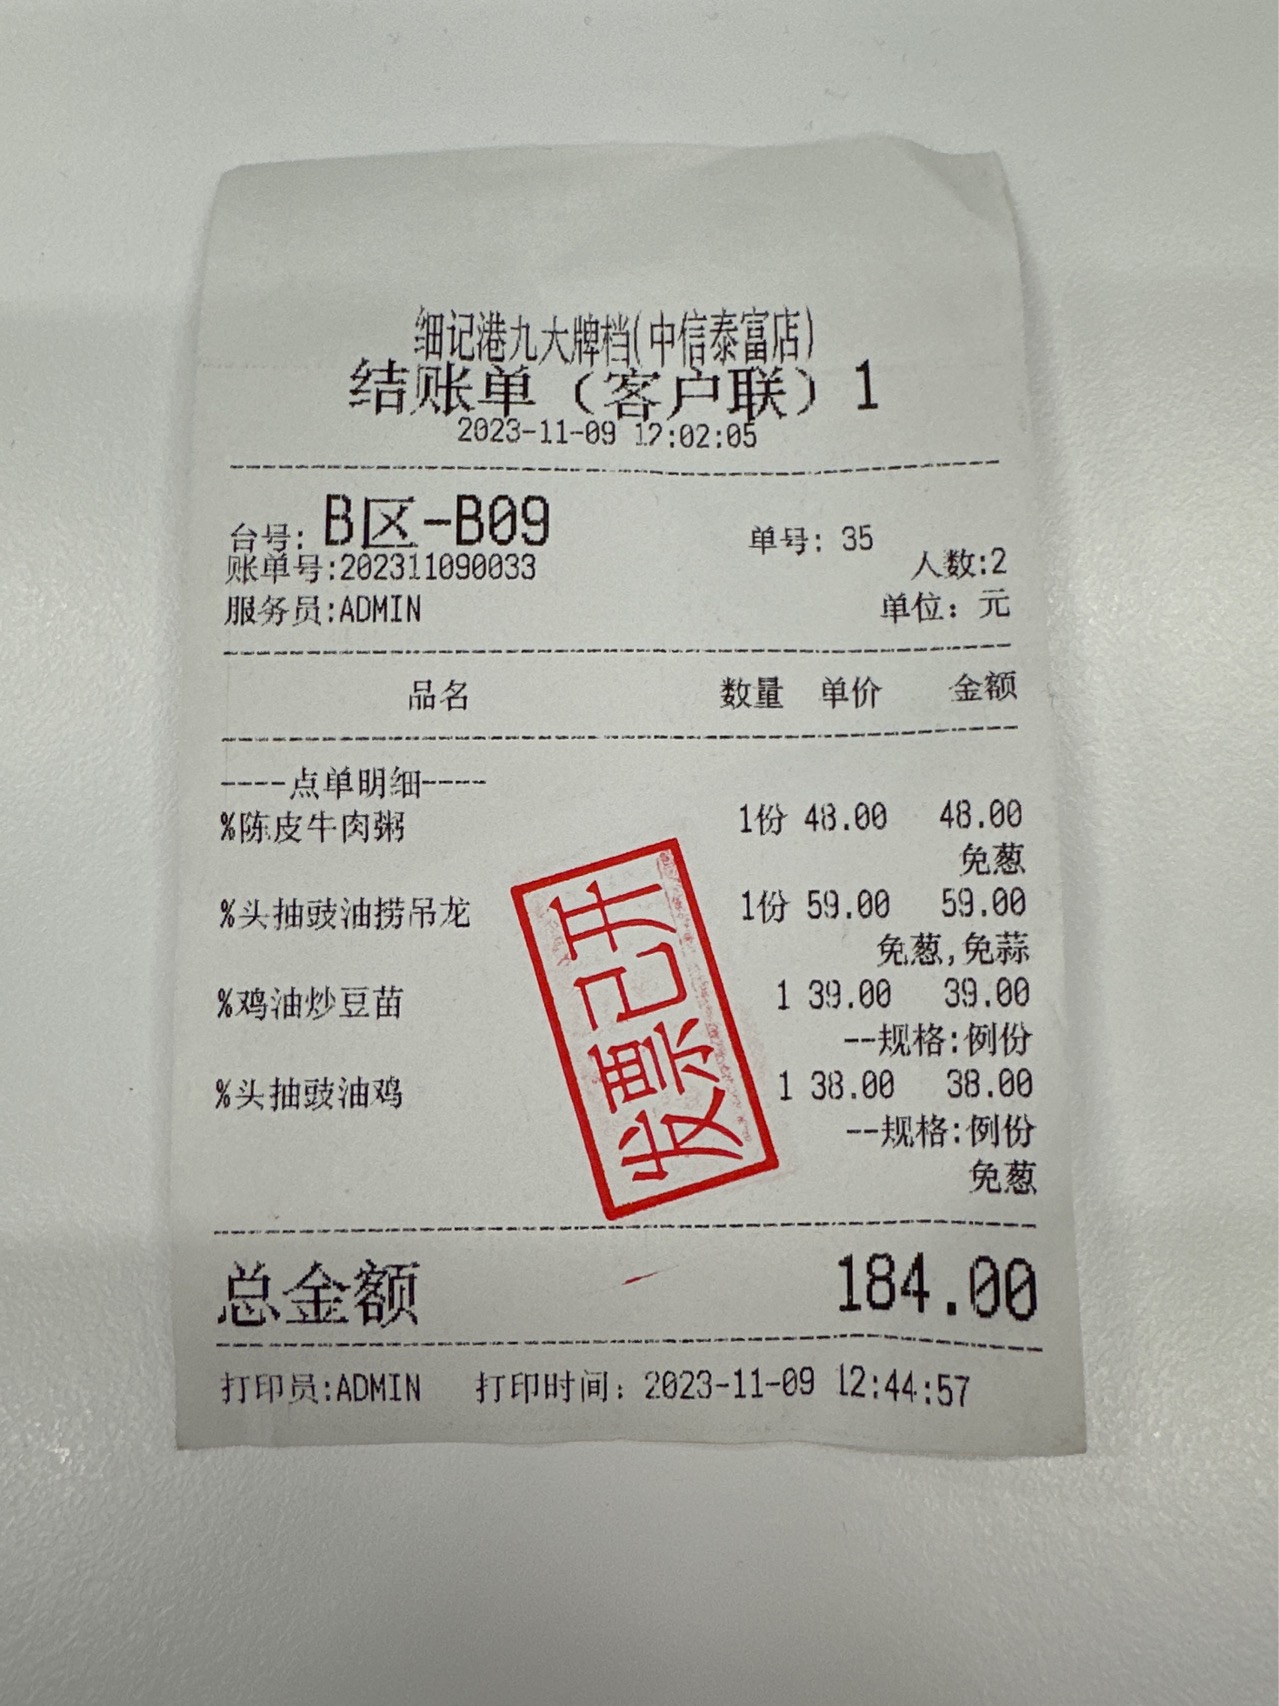 细记港九大牌档(中信泰富店)
结账单（客户联）1
2023-11-09 12:02:05
台号: B区-B09 单号: 35
账单号:202311090033 人数:2
服务员:ADMIN 单位: 元
品名 数量 单价 金额
----点单明细----
%陈皮牛肉粥 1份 48.00 48.00
免葱
%头抽豉油捞吊龙 1份 59.00 59.00
免葱,免蒜
%鸡油炒豆苗 1 39.00 39.00
--规格:例份
%头抽豉油鸡 1 38.00 38.00
--规格:例份
免葱
发票已开
总金额 184.00
打印员:ADMIN 打印时间: 2023-11-09 12:44:57